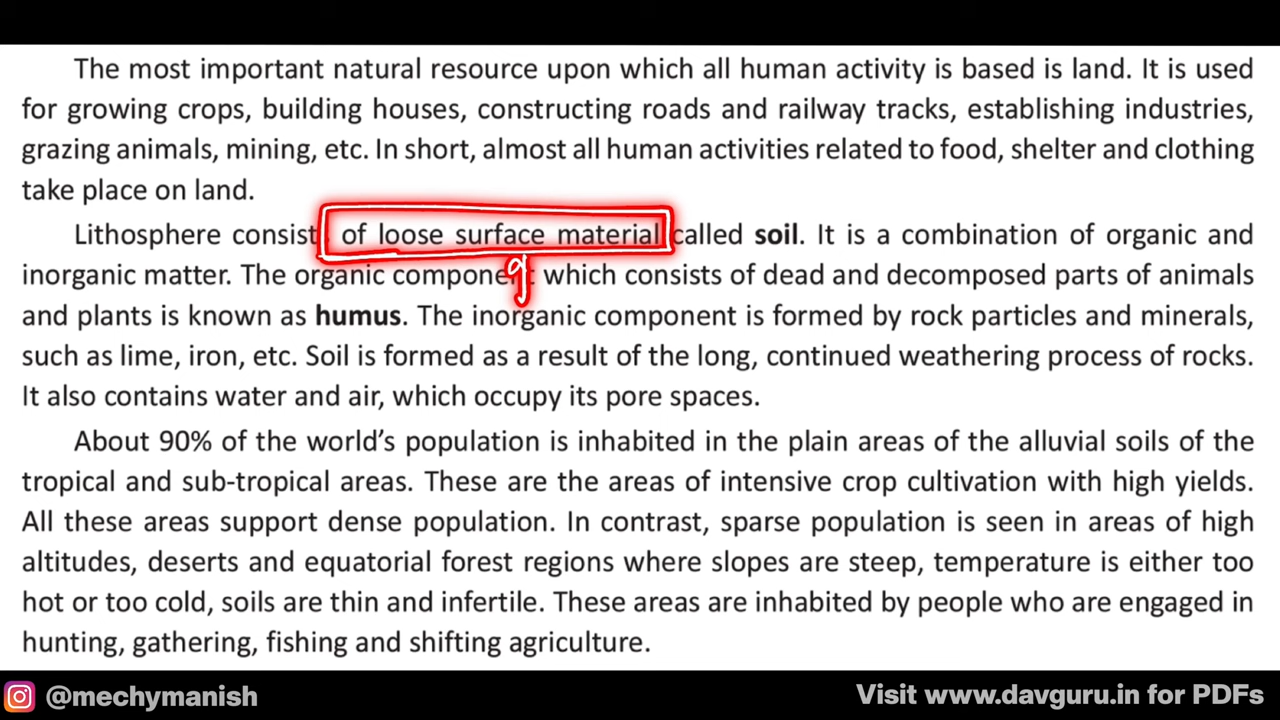 The most important natural resource upon which all human activity is based is land. It is used
for growing crops, building houses, constructing roads and railway tracks, establishing industries,
grazing animals, mining, etc. In short, almost all human activities related to food, shelter and clothing
take place on land.
Lithosphere consist of loose surface material called soil. It is a combination of organic and
inorganic matter. The organic component which consists of dead and decomposed parts of animals
and plants is known as humus. The inorganic component is formed by rock particles and minerals,
such as lime, iron, etc. Soil is formed as a result of the long, continued weathering process of rocks.
It also contains water and air, which occupy its pore spaces.
About 90% of the world's population is inhabited in the plain areas of the alluvial soils of the
tropical and sub-tropical areas. These are the areas of intensive crop cultivation with high yields.
All these areas support dense population. In contrast, sparse population is seen in areas of high
altitudes, deserts and equatorial forest regions where slopes are steep, temperature is either too
hot or too cold, soils are thin and infertile. These areas are inhabited by people who are engaged in
hunting, gathering, fishing and shifting agriculture.
@mechymanish Visit www.davguru.in for PDFs